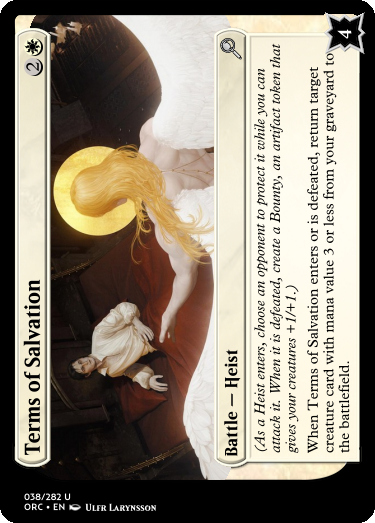 Terms of Salvation
2
Battle — Heist
(As a Heist enters, choose an opponent to protect it while you can
attack it. When it is defeated, create a Bounty, an artifact token that
gives your creatures +1/+1.)
When Terms of Salvation enters or is defeated, return target
creature card with mana value 3 or less from your graveyard to
the battlefield.
4
038/282 U
ORC • EN Ulfr Larynsson